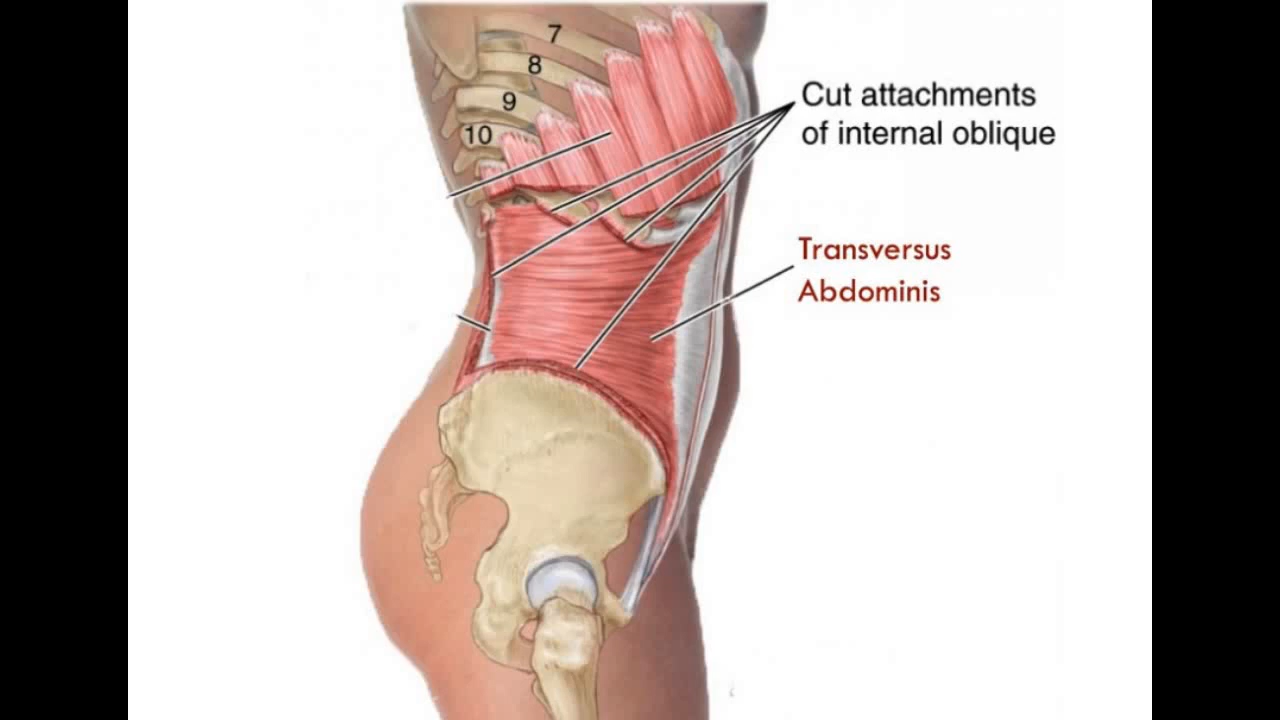 7
8
9
10
Cut attachments
of internal oblique
Transversus
Abdominis